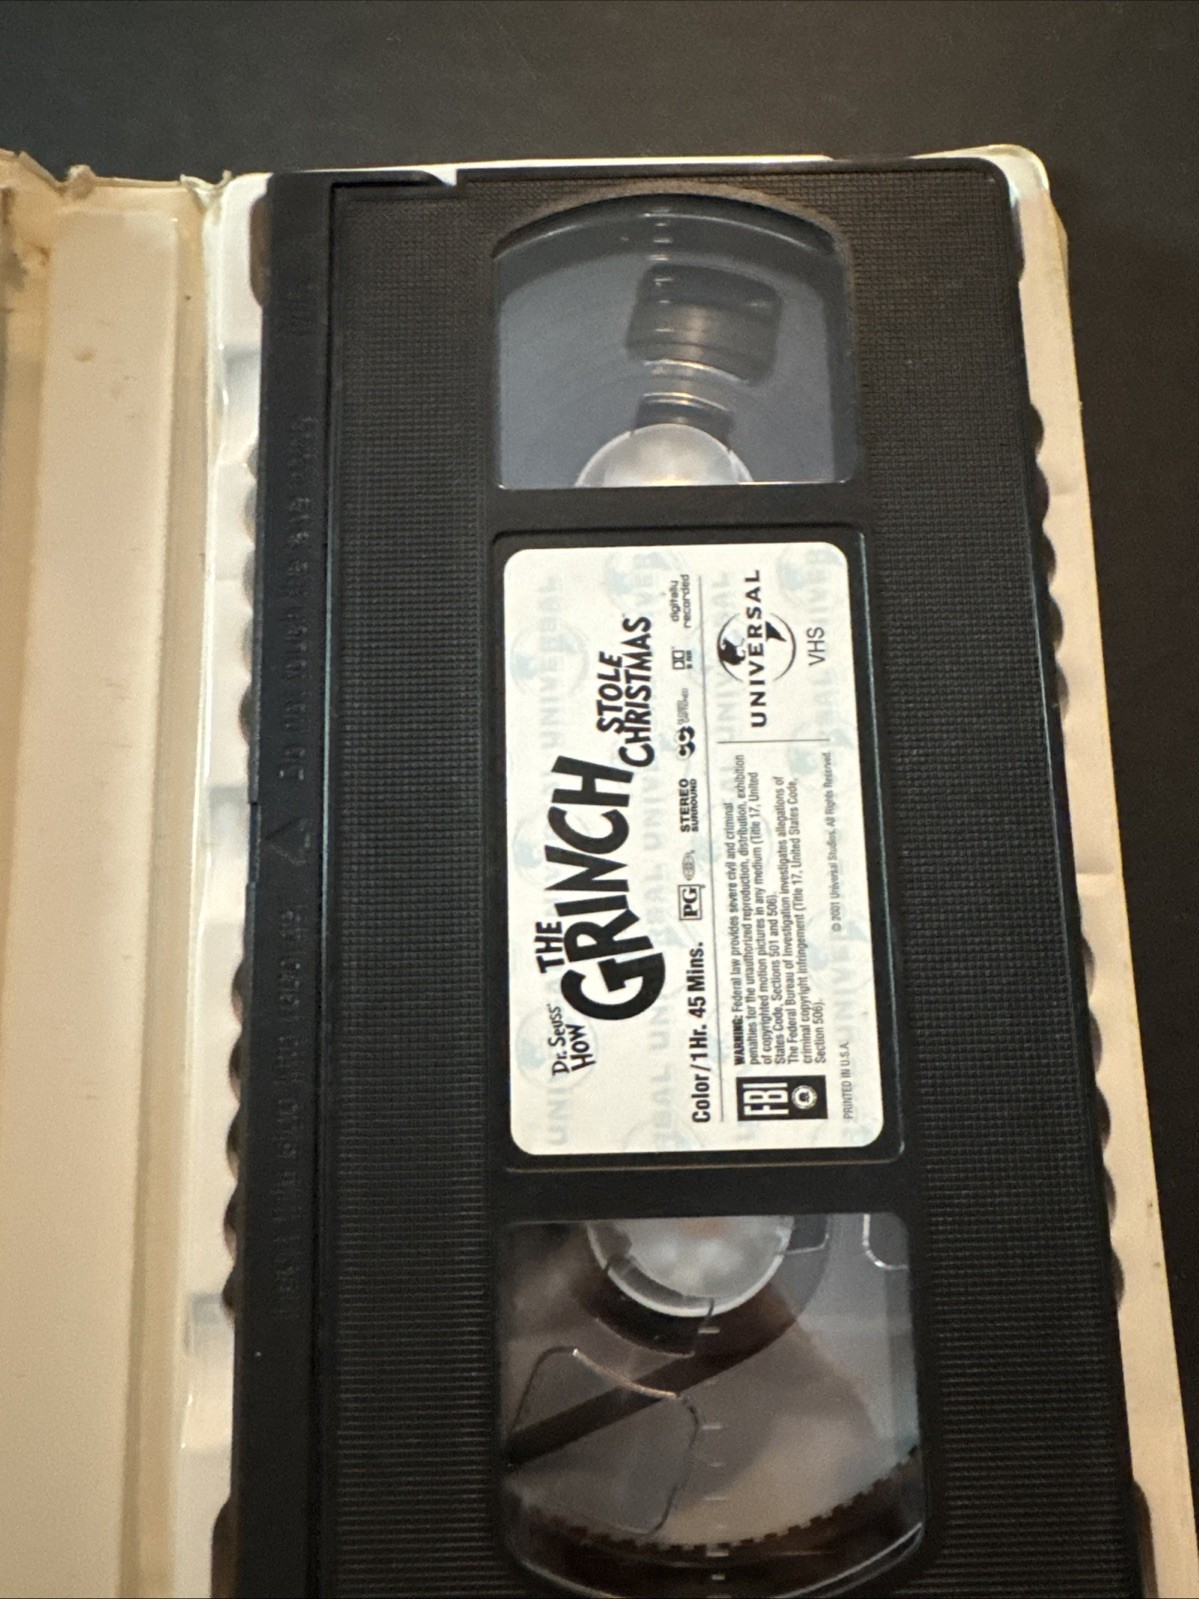 Dr. Seuss'
HOW THE
GRINCH
STOLE
CHRISTMAS
Color/1 Hr. 45 Mins. PG STEREO SURROUND digitally recorded
WARNING: Federal law provides severe civil and criminal
penalties for the unauthorized reproduction, distribution, exhibition
of copyrighted motion pictures in any medium (Title 17, United
States Code, Sections 501 and 506).
The Federal Bureau of Investigation investigates allegations of
criminal copyright infringement (Title 17, United States Code,
Section 506).
FBI
PRINTED IN U.S.A. © 2001 Universal Studios. All Rights Reserved.
UNIVERSAL
UNIVERSAL
VHS